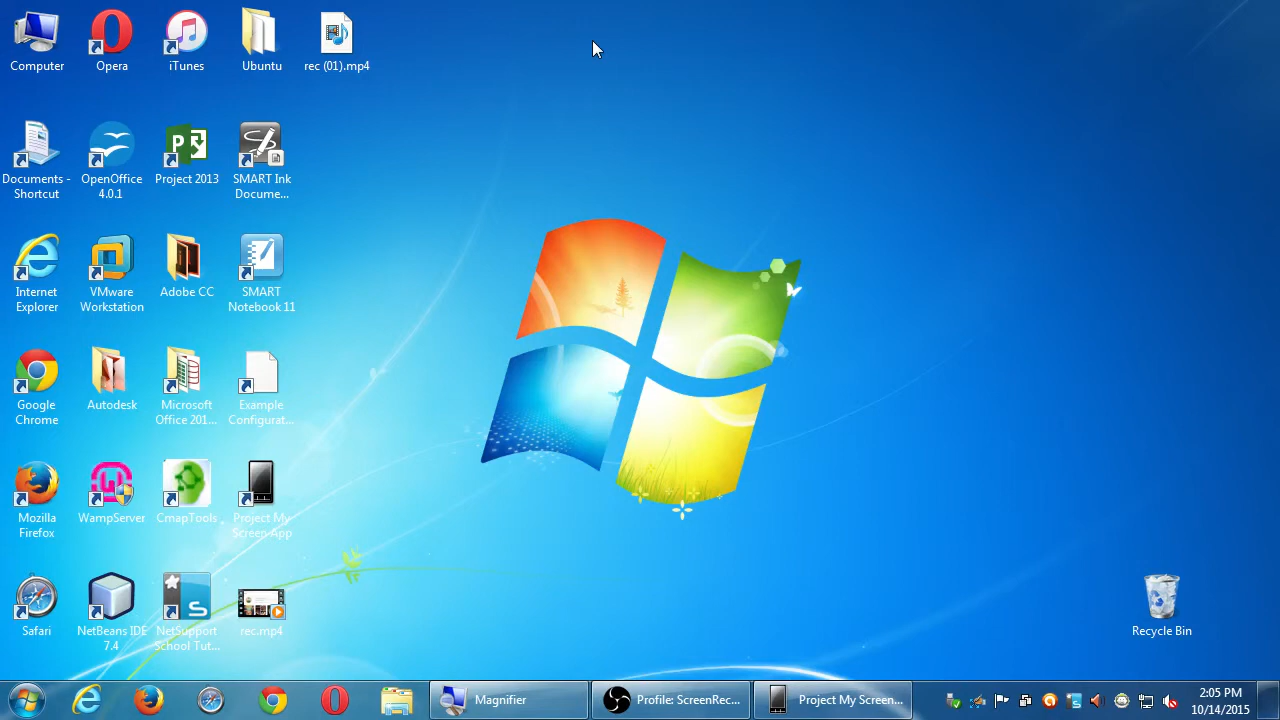 Computer
Opera
iTunes
Ubuntu
rec (01).mp4
Documents -
Shortcut
OpenOffice
4.0.1
Project 2013
SMART Ink
Docume...
Internet
Explorer
VMware
Workstation
Adobe CC
SMART
Notebook 11
Google
Chrome
Autodesk
Microsoft
Office 201...
Example
Configurat...
Mozilla
Firefox
WampServer
CmapTools
Project My
Screen App
Safari
NetBeans IDE
7.4
NetSupport
School Tut...
rec.mp4
Recycle Bin
Magnifier
Profile: ScreenRec...
Project My Screen...
2:05 PM
10/14/2015